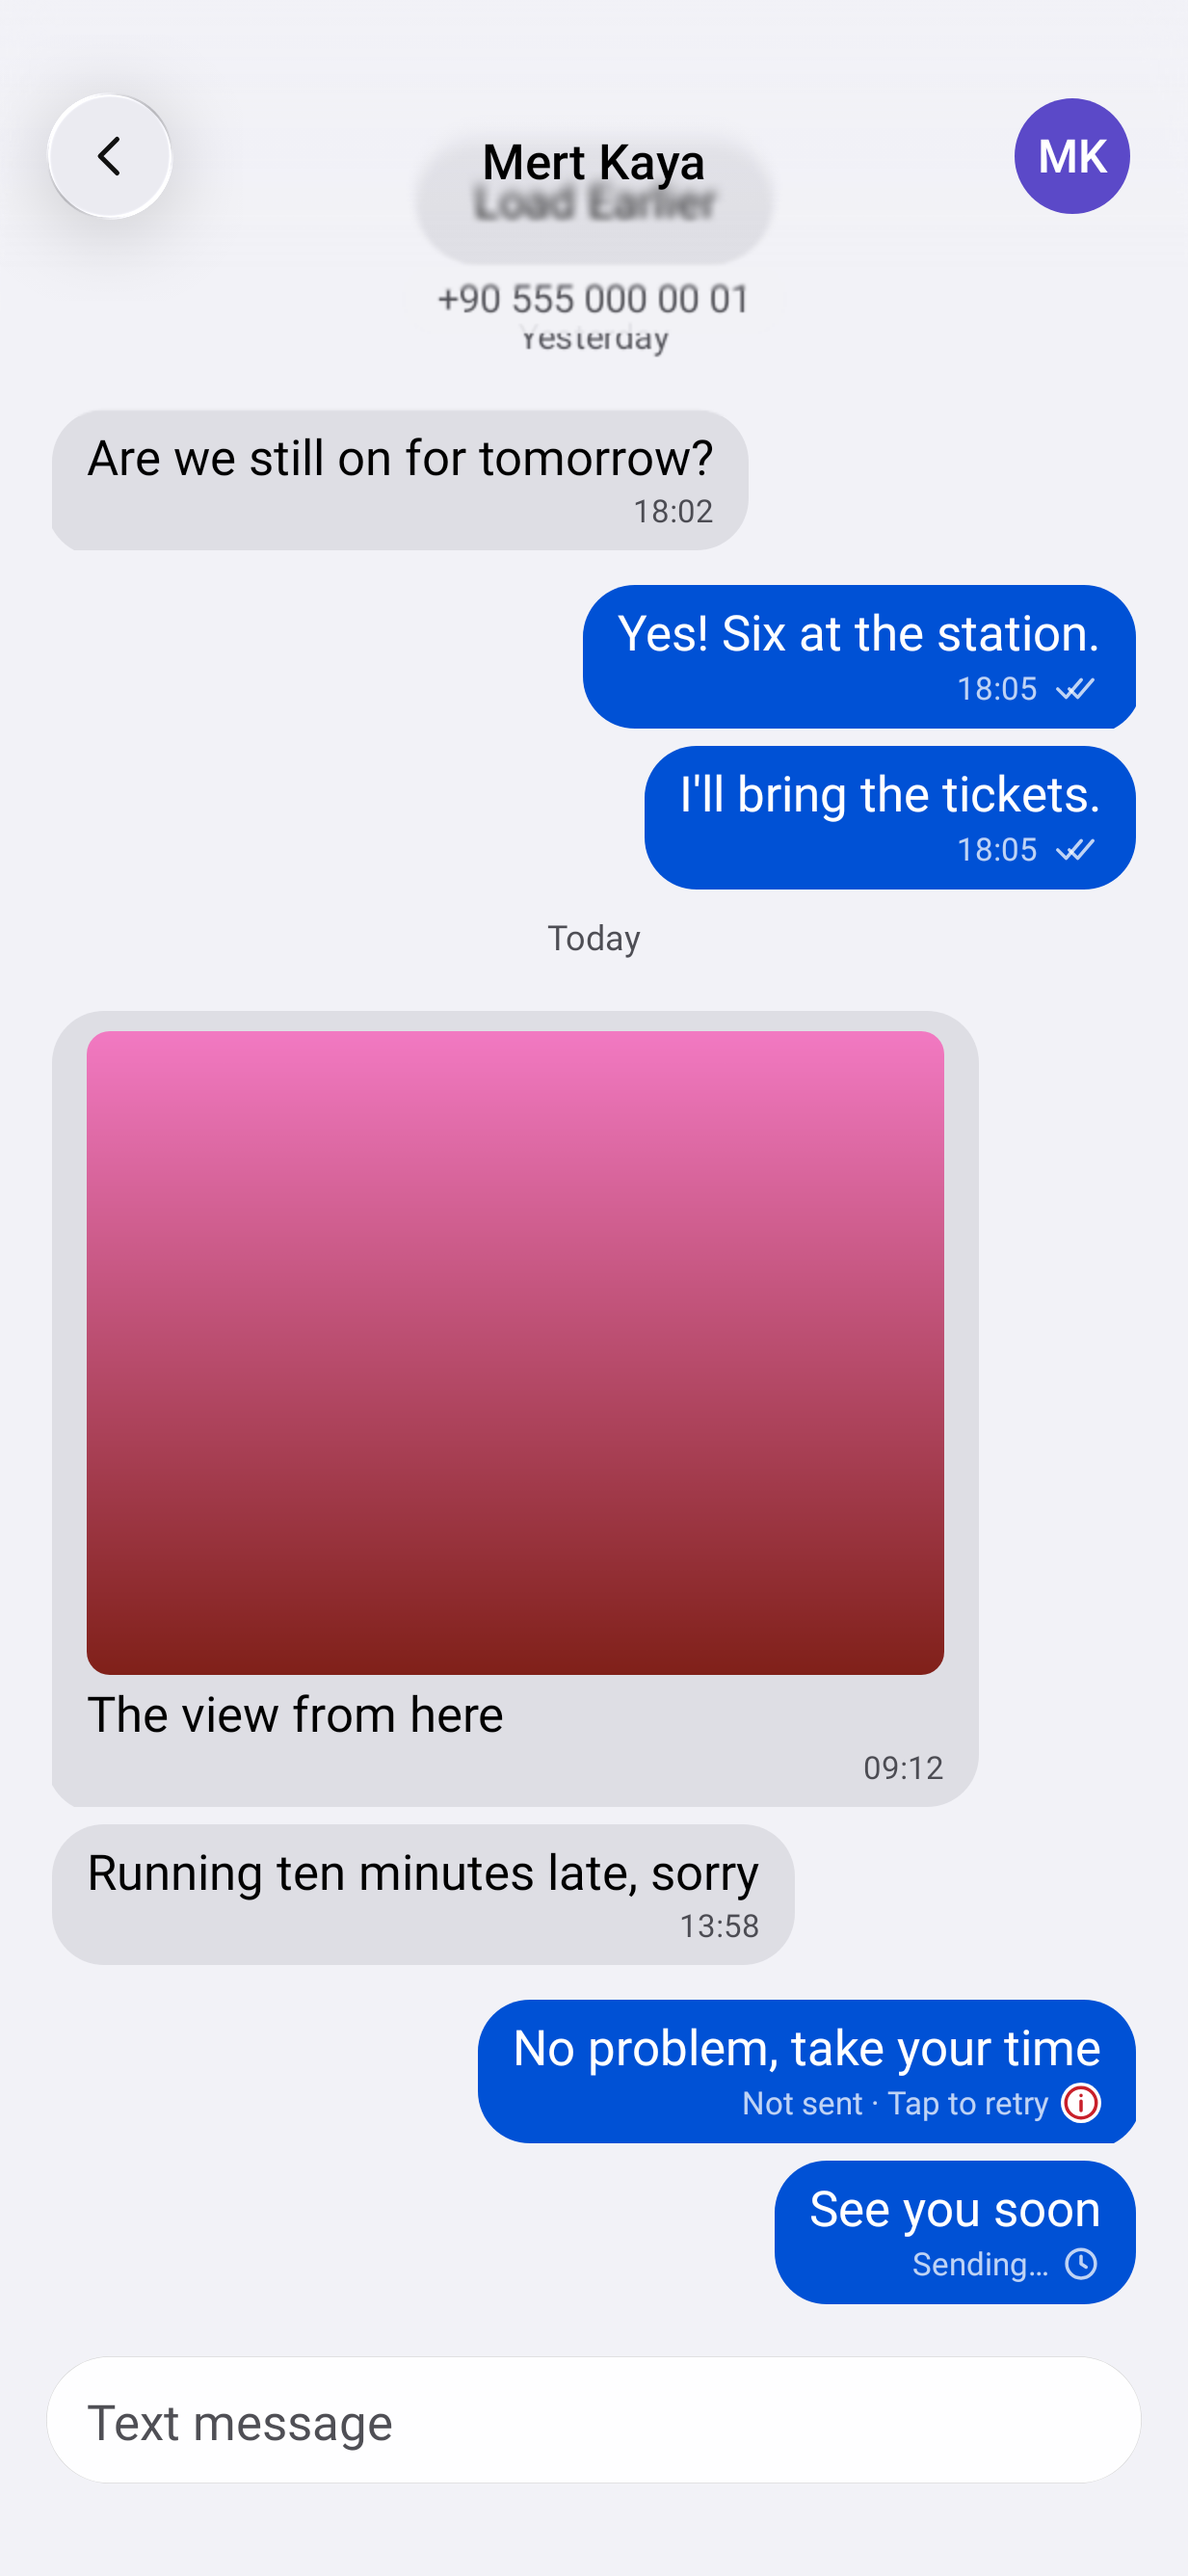 Mert Kaya
MK
Load Earlier
+90 555 000 00 01
Yesterday
Are we still on for tomorrow?
18:02
Yes! Six at the station.
18:05
I'll bring the tickets.
18:05
Today
The view from here
09:12
Running ten minutes late, sorry
13:58
No problem, take your time
Not sent · Tap to retry
See you soon
Sending…
Text message